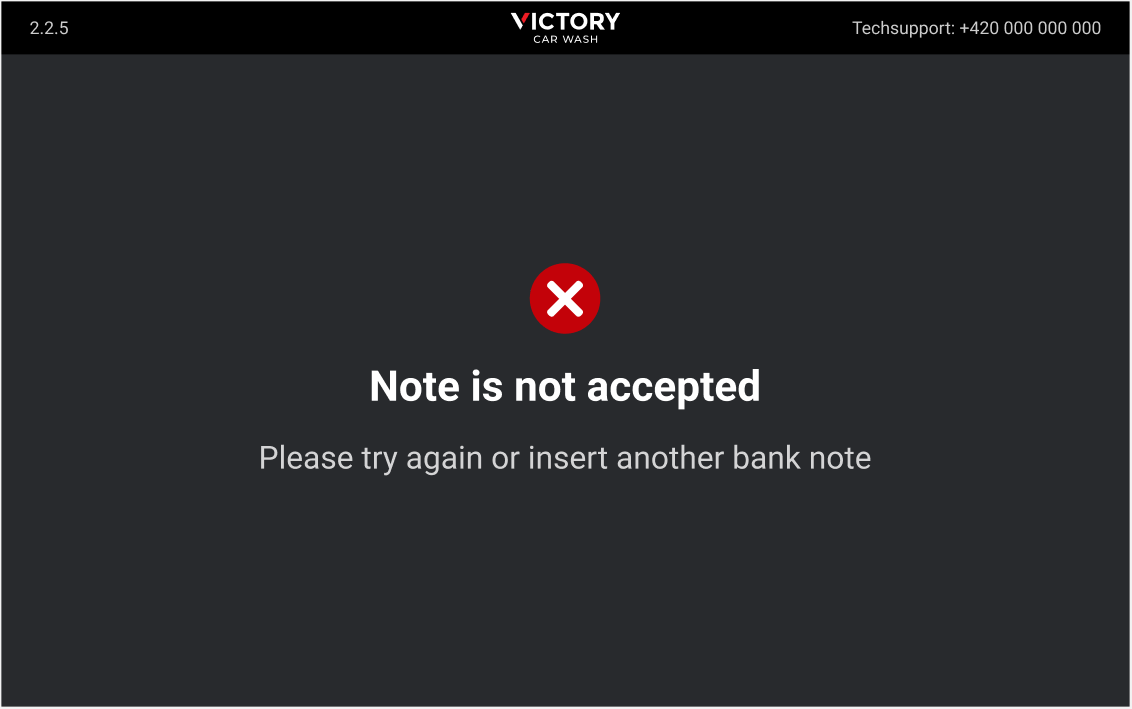 2.2.5
VICTORY
CAR WASH
Techsupport: +420 000 000 000
Note is not accepted
Please try again or insert another bank note